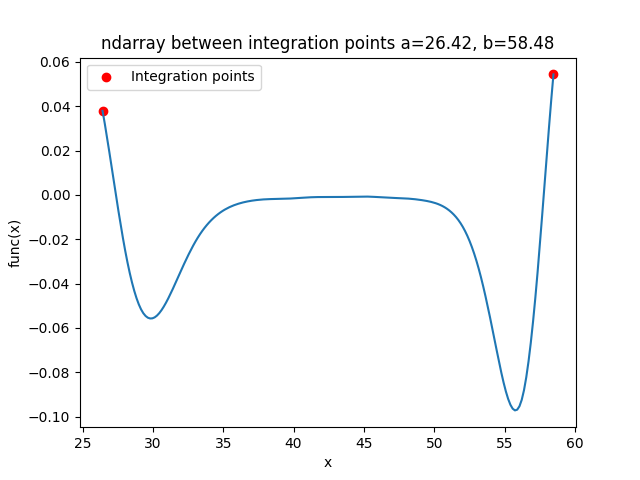 ndarray between integration points a=26.42, b=58.48
Integration points
0.06
0.04
0.02
0.00
−0.02
−0.04
−0.06
−0.08
−0.10
func(x)
25 30 35 40 45 50 55 60
x